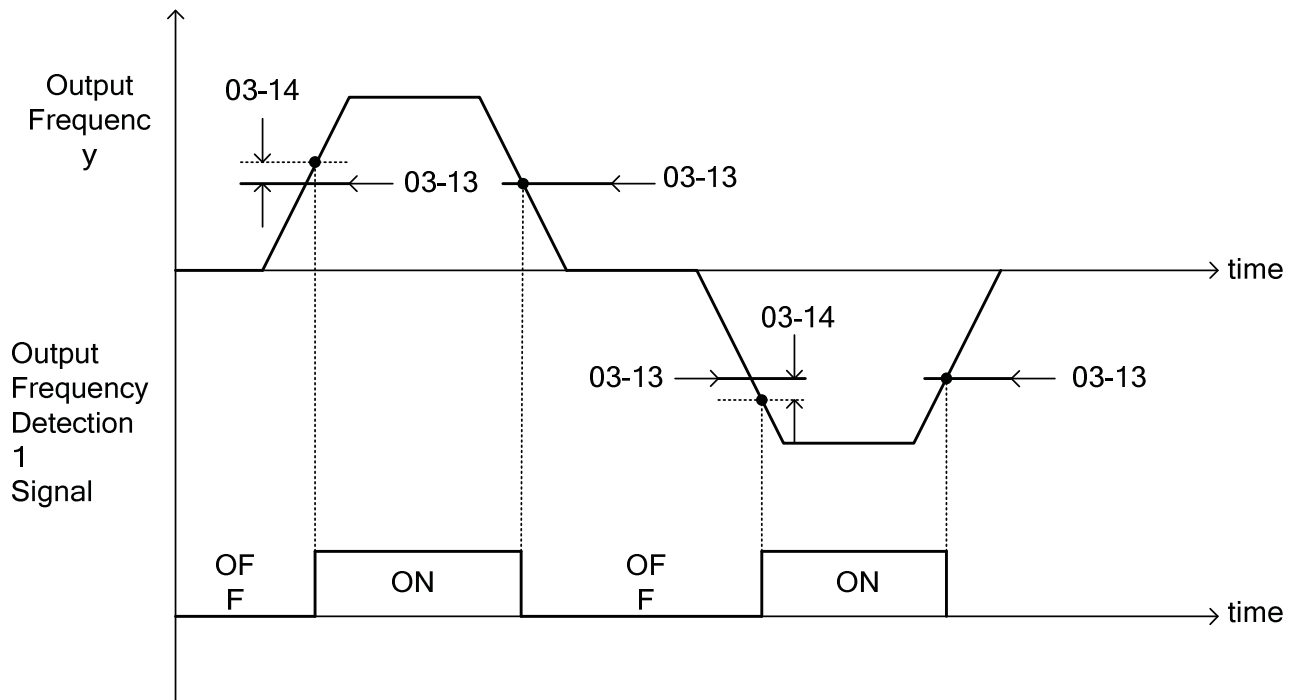 Output
Frequenc
y
03-14
03-13
03-13
time
03-14
03-13
03-13
Output
Frequency
Detection
1
Signal
OF
F
ON
OF
F
ON
time